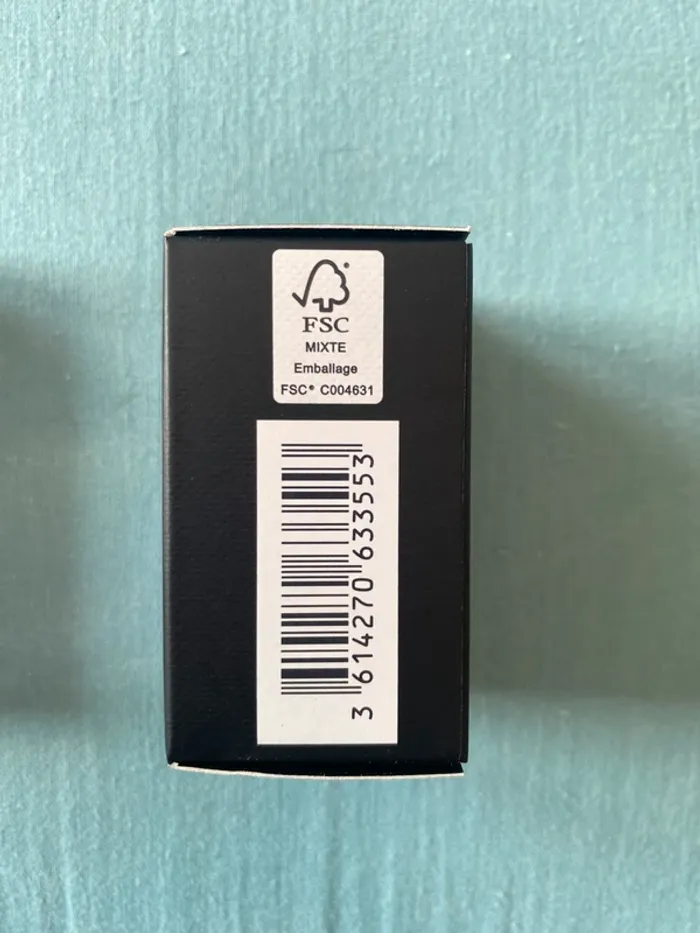 FSC
MIXTE
Emballage
FSC® C004631
3 614270 633553